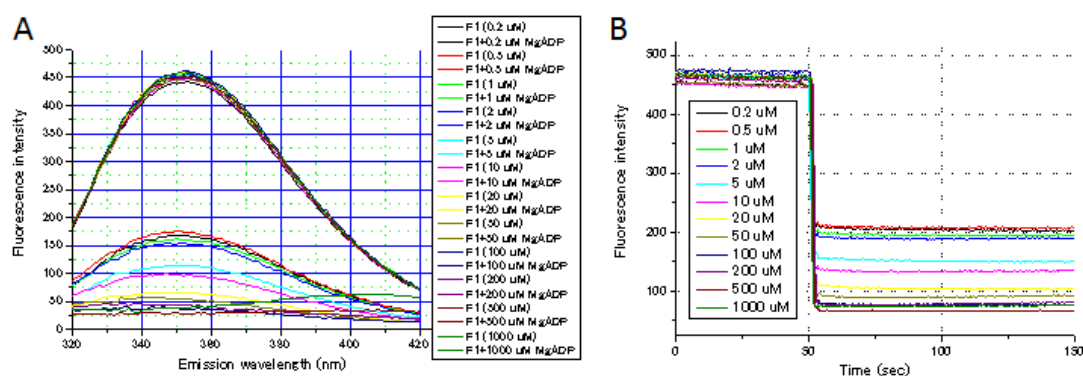 A
500
450
400
350
300
250
200
150
100
50
0
320
340
360
380
400
420
Fluorescence intensity
Emission wavelength (nm)
F1 (0.2 uM)
F1+0.2 uM MgADP
F1 (0.5 uM)
F1+0.5 uM MgADP
F1 (1 uM)
F1+1 uM MgADP
F1 (2 uM)
F1+2 uM MgADP
F1 (5 uM)
F1+5 uM MgADP
F1 (10 uM)
F1+10 uM MgADP
F1 (20 uM)
F1+20 uM MgADP
F1 (50 uM)
F1+50 uM MgADP
F1 (100 uM)
F1+100 uM MgADP
F1 (200 uM)
F1+200 uM MgADP
F1 (500 uM)
F1+500 uM MgADP
F1 (1000 uM)
F1+1000 uM MgADP
B
500
400
300
200
100
0
50
100
150
Fluorescence intensity
Time (sec)
0.2 uM
0.5 uM
1 uM
2 uM
5 uM
10 uM
20 uM
50 uM
100 uM
200 uM
500 uM
1000 uM